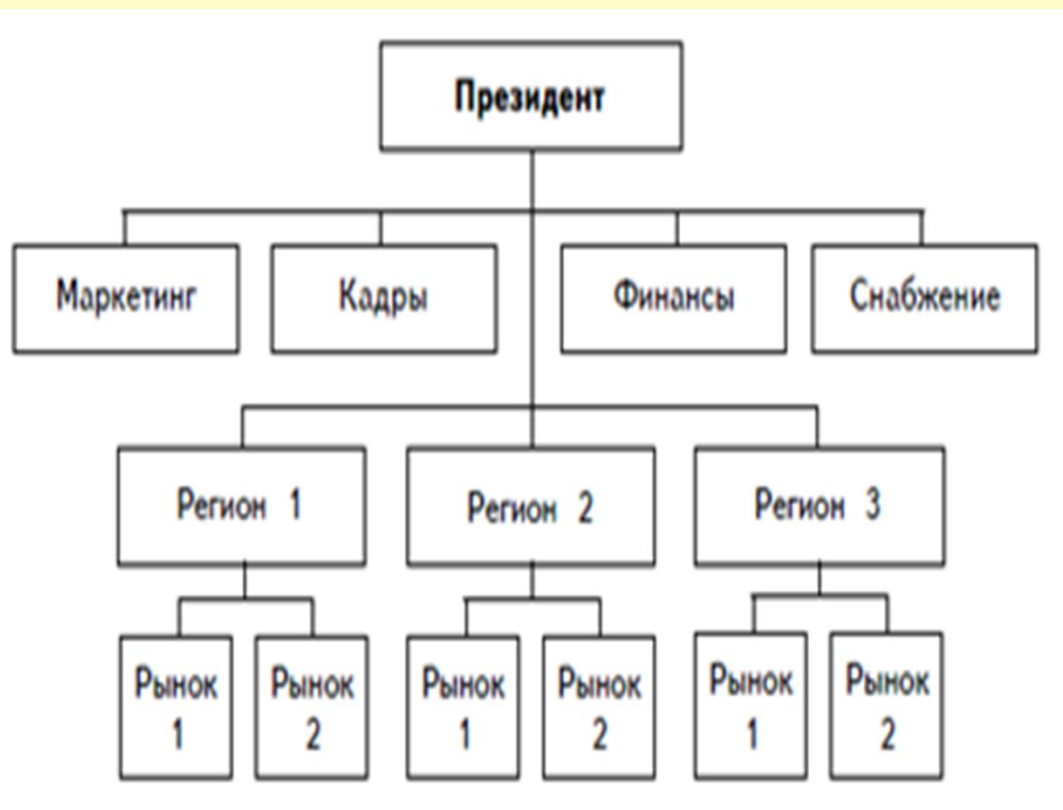 Президент
Маркетинг
Кадры
Финансы
Снабжение
Регион 1
Регион 2
Регион 3
Рынок
1
Рынок
2
Рынок
1
Рынок
2
Рынок
1
Рынок
2